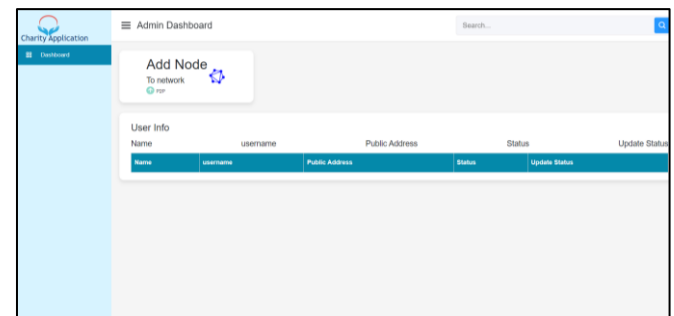 Charity Application
Admin Dashboard
Search...
Dashboard
Add Node
To network
P2P
User Info
Name username Public Address Status Update Status
Name username Public Address Status Update Status